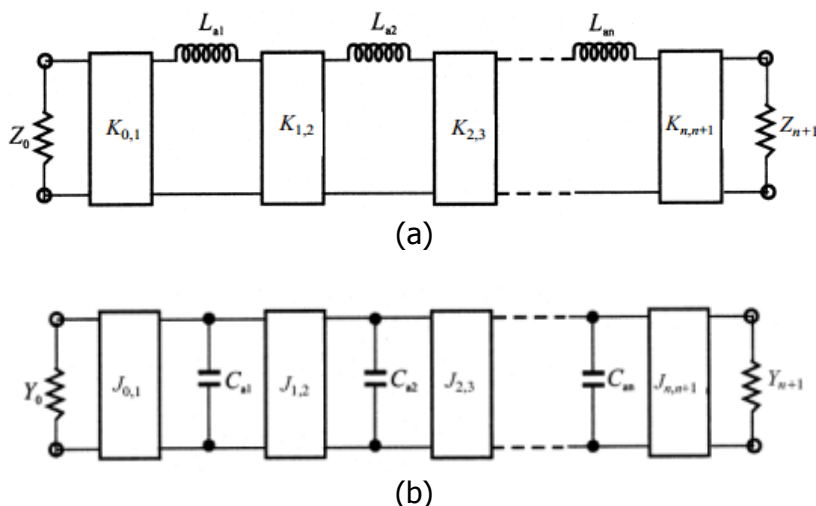 L_a1 L_a2 L_an
Z_0 K_0,1 K_1,2 K_2,3 K_n,n+1 Z_n+1
(a)
Y_0 J_0,1 C_a1 J_1,2 C_a2 J_2,3 C_an J_n,n+1 Y_n+1
(b)